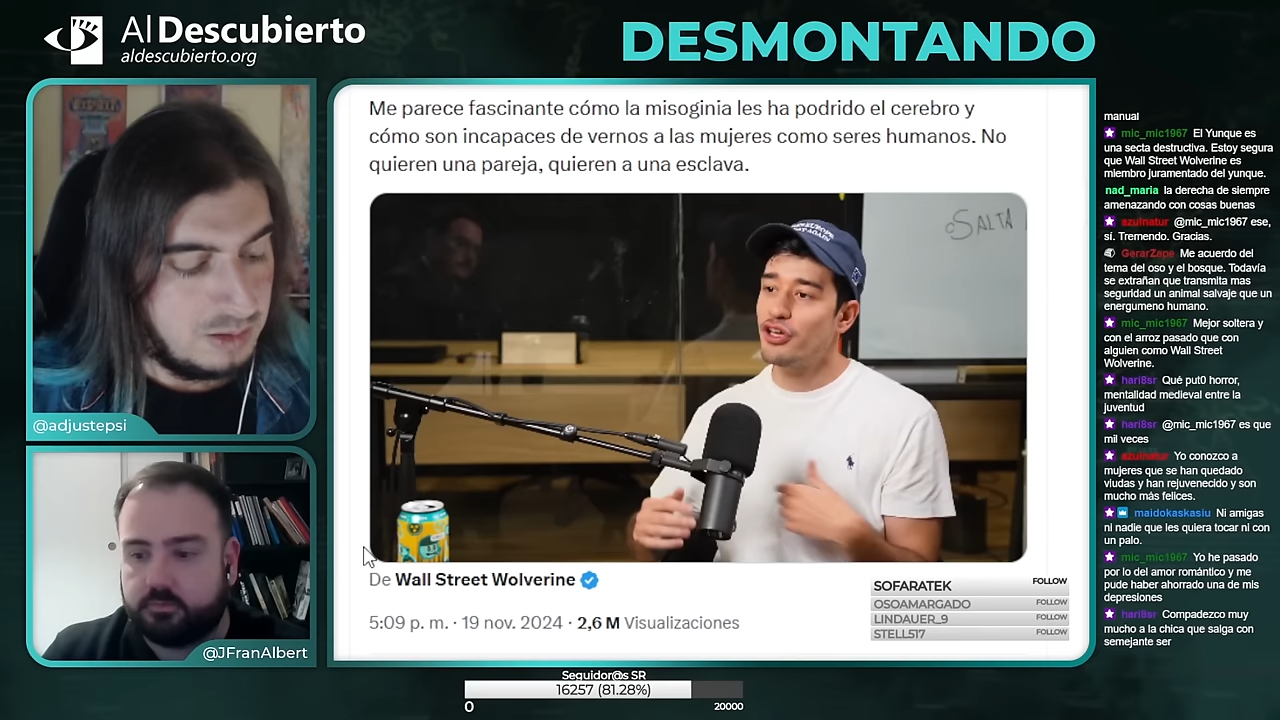 Al Descubierto
aldescubierto.org
DESMONTANDO
Me parece fascinante cómo la misoginia les ha podrido el cerebro y
cómo son incapaces de vernos a las mujeres como seres humanos. No
quieren una pareja, quieren a una esclava.
SALTA
De Wall Street Wolverine
5:09 p. m. · 19 nov. 2024 · 2,6 M Visualizaciones
SOFARATEK FOLLOW
OSOAMARGADO FOLLOW
LINDAUER_9 FOLLOW
STELL517 FOLLOW
@adjustepsi
@JFranAlbert
manual
mic_mic1967 El Yunque es
una secta destructiva. Estoy segura
que Wall Street Wolverine es
miembro juramentado del yunque.
nad_maria la derecha de siempre
amenazando con cosas buenas
azulnatur @mic_mic1967 ese,
sí. Tremendo. Gracias.
GerarZape Me acuerdo del
tema del oso y el bosque. Todavía
se extrañan que transmita mas
seguridad un animal salvaje que un
energumeno humano.
mic_mic1967 Mejor soltera y
con el arroz pasado que con
alguien como Wall Street
Wolverine.
hari8sr Qué put0 horror,
mentalidad medieval entre la
juventud
hari8sr @mic_mic1967 es que
mil veces
azulnatur Yo conozco a
mujeres que se han quedado
viudas y han rejuvenecido y son
mucho más felices.
maidokaskasiu Ni amigas
ni nadie que les quiera tocar ni con
un palo.
mic_mic1967 Yo he pasado
por lo del amor romántico y me
pude haber ahorrado una de mis
depresiones
hari8sr Compadezco muy
mucho a la chica que salga con
semejante ser
Seguidor@s SR
16257 (81.28%)
0 20000